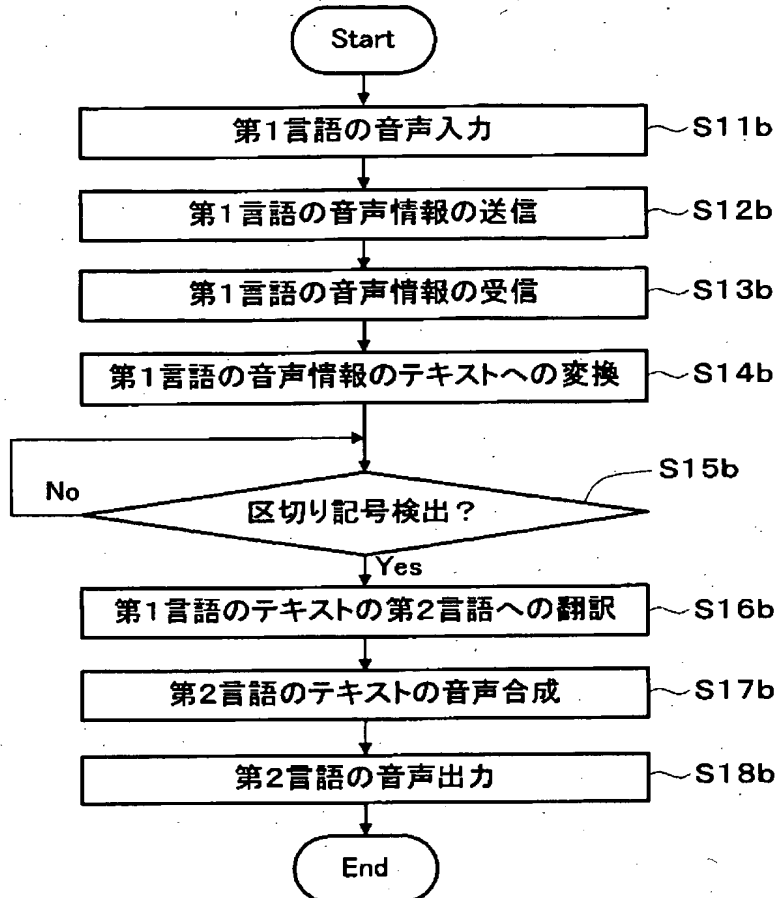 Start
第1言語の音声入力 S11b
第1言語の音声情報の送信 S12b
第1言語の音声情報の受信 S13b
第1言語の音声情報のテキストへの変換 S14b
S15b
No
区切り記号検出?
Yes
第1言語のテキストの第2言語への翻訳 S16b
第2言語のテキストの音声合成 S17b
第2言語の音声出力 S18b
End